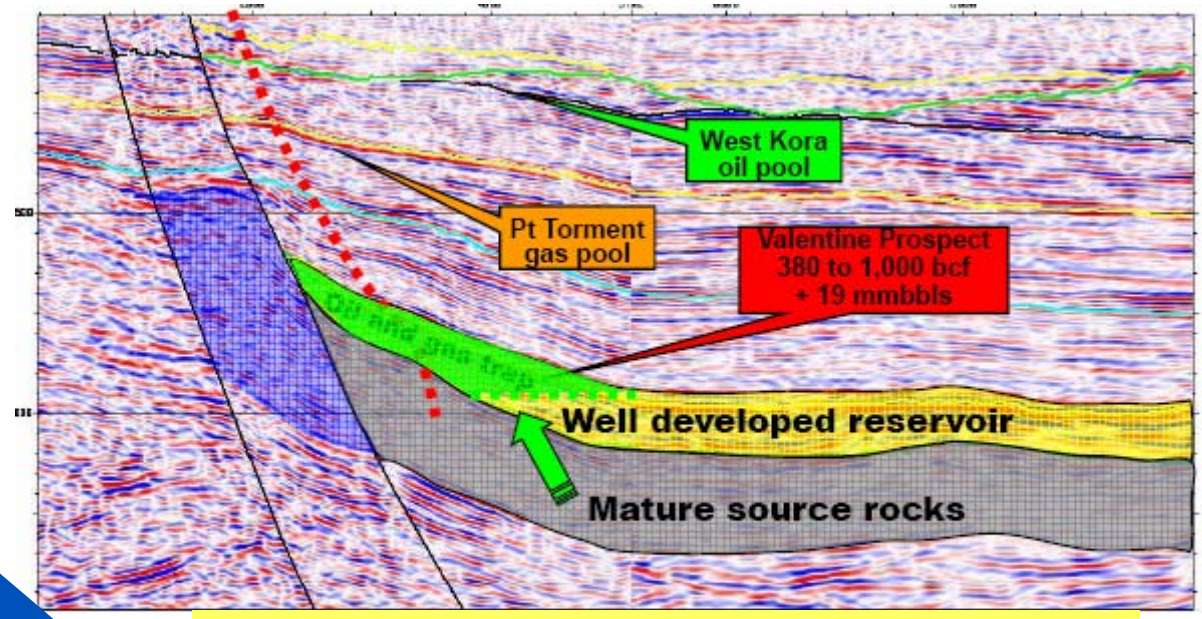 West Kora
oil pool
Pt Torment
gas pool
Valentine Prospect
380 to 1,000 bcf
+ 19 mmbbls
Oil and gas trap
Well developed reservoir
Mature source rocks